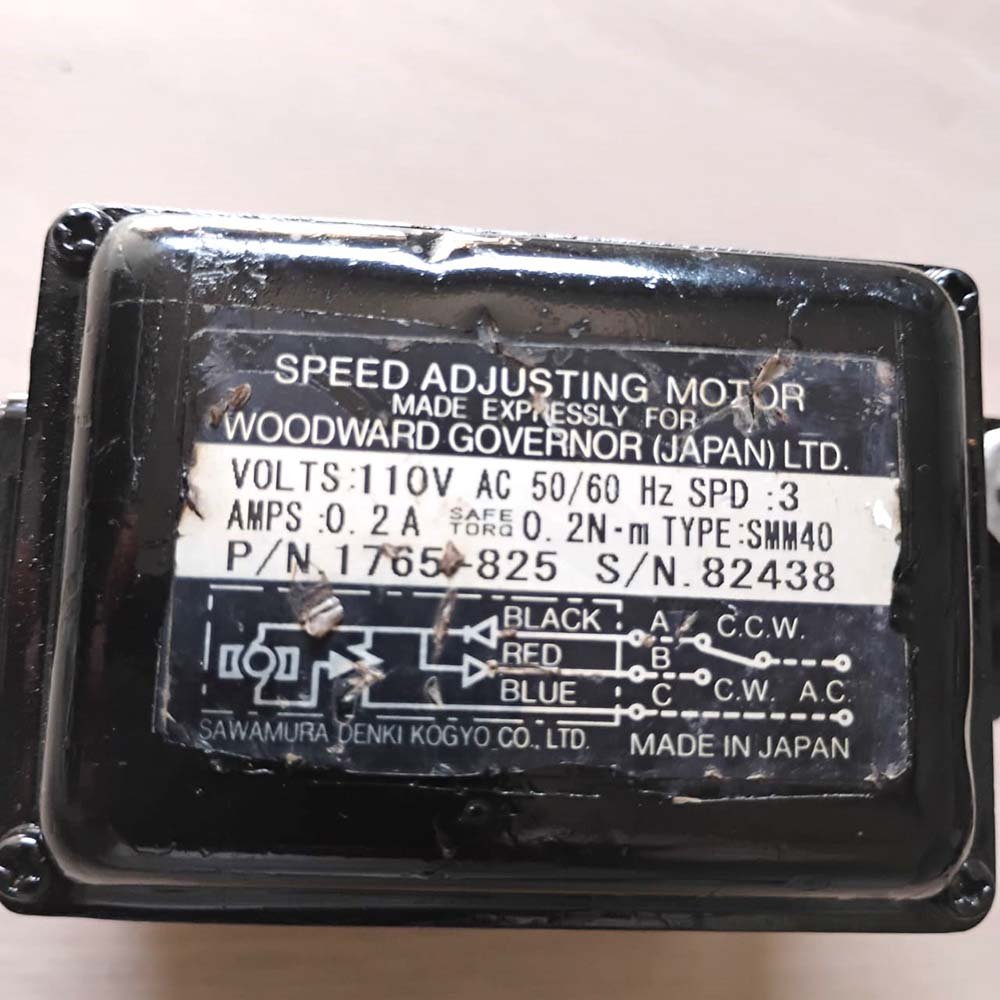 SPEED ADJUSTING MOTOR
MADE EXPRESSLY FOR
WOODWARD GOVERNOR (JAPAN) LTD.
VOLTS:110V AC 50/60 Hz SPD :3
AMPS :0.2A SAFE TORQ 0.2N-m TYPE:SMM40
P/N 1765-825 S/N. 82438
BLACK A C.C.W.
RED B
BLUE C C.W. A.C.
SAWAMURA DENKI KOGYO CO., LTD. MADE IN JAPAN